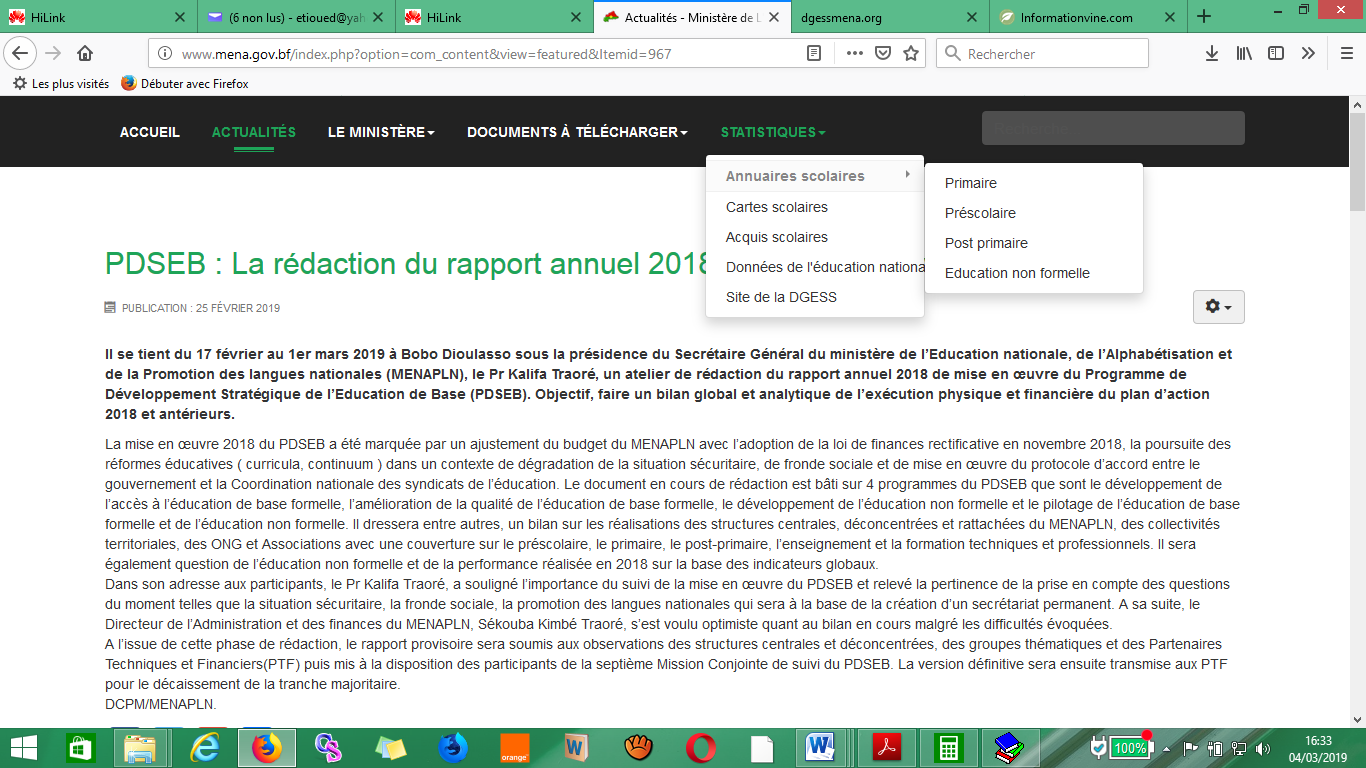 HiLink
(6 non lus) - etioued@yah
HiLink
Actualités - Ministère de L
dgessmena.org
Informationvine.com
www.mena.gov.bf/index.php?option=com_content&view=featured&Itemid=967
Rechercher
Les plus visités
Débuter avec Firefox
ACCUEIL
ACTUALITÉS
LE MINISTÈRE
DOCUMENTS À TÉLÉCHARGER
STATISTIQUES
Recherche...
Annuaires scolaires
Cartes scolaires
Acquis scolaires
Données de l'éducation nationa
Site de la DGESS
Primaire
Préscolaire
Post primaire
Education non formelle
PDSEB : La rédaction du rapport annuel 2018
PUBLICATION : 25 FÉVRIER 2019
Il se tient du 17 février au 1er mars 2019 à Bobo Dioulasso sous la présidence du Secrétaire Général du ministère de l’Education nationale, de l’Alphabétisation et
de la Promotion des langues nationales (MENAPLN), le Pr Kalifa Traoré, un atelier de rédaction du rapport annuel 2018 de mise en œuvre du Programme de
Développement Stratégique de l’Education de Base (PDSEB). Objectif, faire un bilan global et analytique de l’exécution physique et financière du plan d’action
2018 et antérieurs.
La mise en œuvre 2018 du PDSEB a été marquée par un ajustement du budget du MENAPLN avec l’adoption de la loi de finances rectificative en novembre 2018, la poursuite des
réformes éducatives ( curricula, continuum ) dans un contexte de dégradation de la situation sécuritaire, de fronde sociale et de mise en œuvre du protocole d’accord entre le
gouvernement et la Coordination nationale des syndicats de l’éducation. Le document en cours de rédaction est bâti sur 4 programmes du PDSEB que sont le développement de
l’accès à l’éducation de base formelle, l’amélioration de la qualité de l’éducation de base formelle, le développement de l’éducation non formelle et le pilotage de l’éducation de base
formelle et de l’éducation non formelle. Il dressera entre autres, un bilan sur les réalisations des structures centrales, déconcentrées et rattachées du MENAPLN, des collectivités
territoriales, des ONG et Associations avec une couverture sur le préscolaire, le primaire, le post-primaire, l’enseignement et la formation techniques et professionnels. Il sera
également question de l’éducation non formelle et de la performance réalisée en 2018 sur la base des indicateurs globaux.
Dans son adresse aux participants, le Pr Kalifa Traoré, a souligné l’importance du suivi de la mise en œuvre du PDSEB et relevé la pertinence de la prise en compte des questions
du moment telles que la situation sécuritaire, la fronde sociale, la promotion des langues nationales qui sera à la base de la création d’un secrétariat permanent. A sa suite, le
Directeur de l’Administration et des finances du MENAPLN, Sékouba Kimbé Traoré, s’est voulu optimiste quant au bilan en cours malgré les difficultés évoquées.
A l’issue de cette phase de rédaction, le rapport provisoire sera soumis aux observations des structures centrales et déconcentrées, des groupes thématiques et des Partenaires
Techniques et Financiers(PTF) puis mis à la disposition des participants de la septième Mission Conjointe de suivi du PDSEB. La version définitive sera ensuite transmise aux PTF
pour le décaissement de la tranche majoritaire.
DCPM/MENAPLN.
orange
100%
16:33
04/03/2019